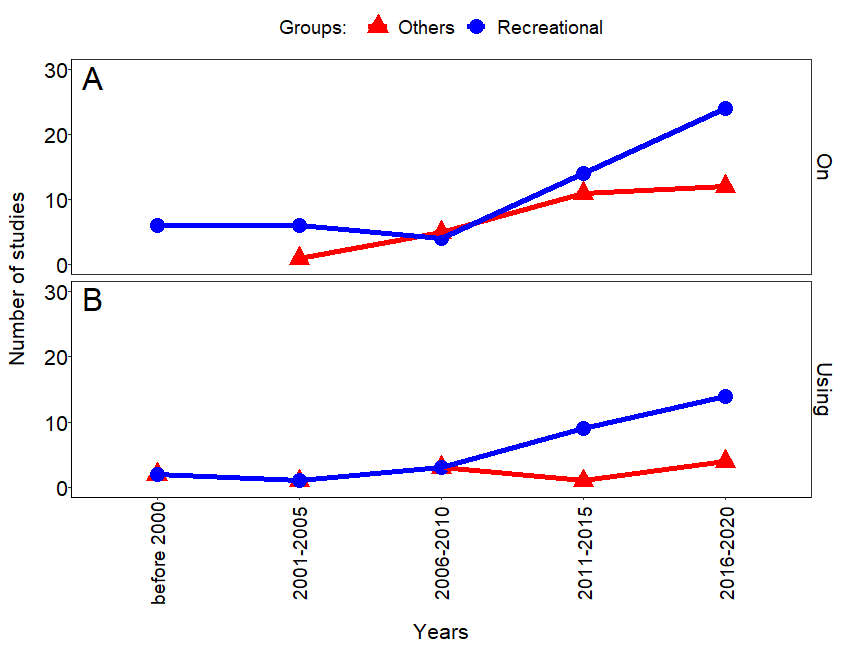 Groups: Others Recreational
A
30
20
10
0
On
B
30
20
10
0
Using
Number of studies
before 2000
2001-2005
2006-2010
2011-2015
2016-2020
Years